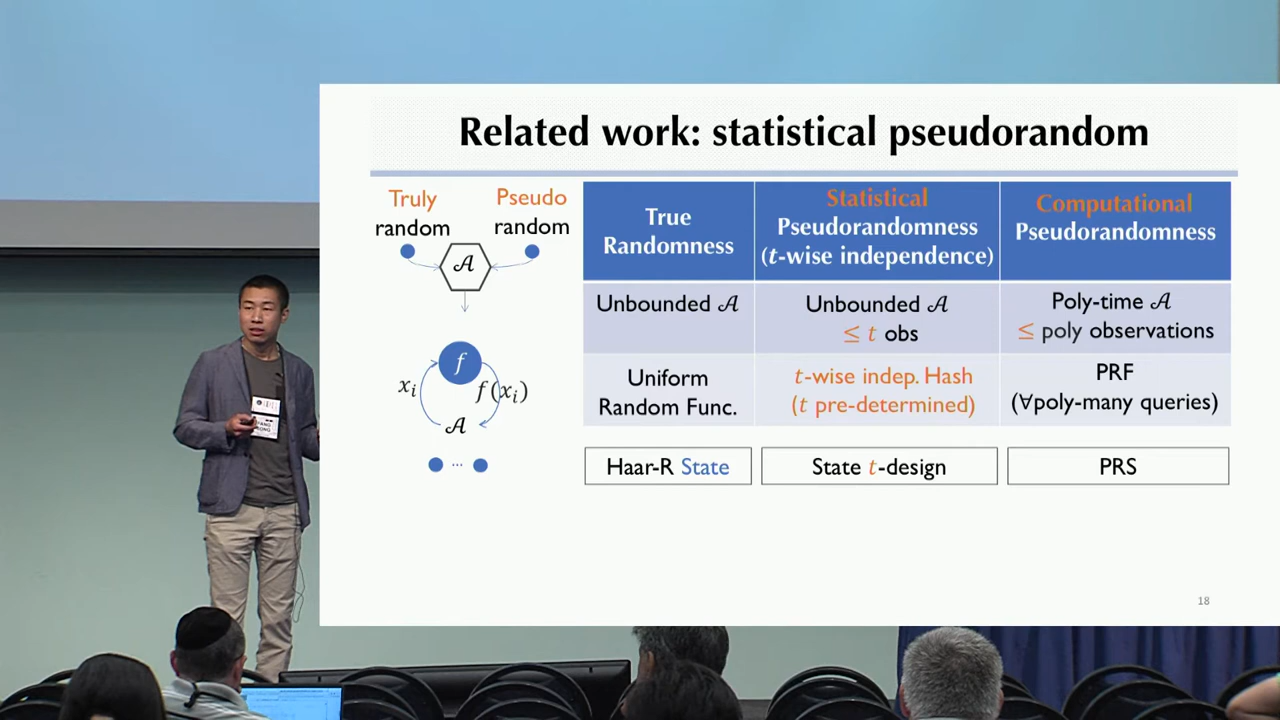 Related work: statistical pseudorandom
Truly
random
Pseudo
random
𝒜
f
x_i
f(x_i)
𝒜
...
True
Randomness
Statistical
Pseudorandomness
(t-wise independence)
Computational
Pseudorandomness
Unbounded 𝒜
Unbounded 𝒜
≤ t obs
Poly-time 𝒜
≤ poly observations
Uniform
Random Func.
t-wise indep. Hash
(t pre-determined)
PRF
(∀poly-many queries)
Haar-R State
State t-design
PRS
18